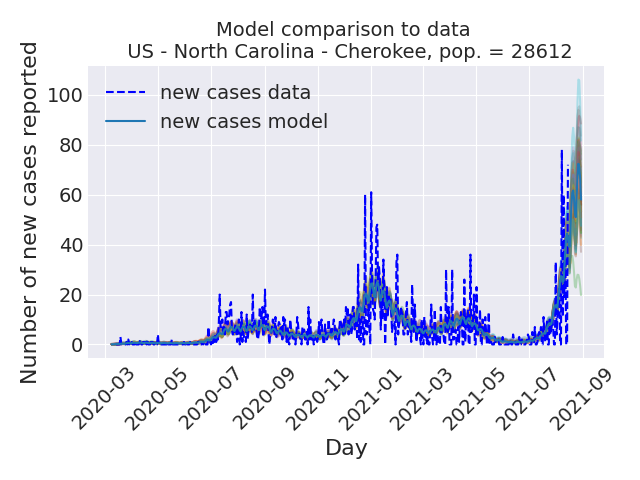 Model comparison to data
US - North Carolina - Cherokee, pop. = 28612
Number of new cases reported
100
80
60
40
20
0
new cases data
new cases model
2020-03
2020-05
2020-07
2020-09
2020-11
2021-01
2021-03
2021-05
2021-07
2021-09
Day